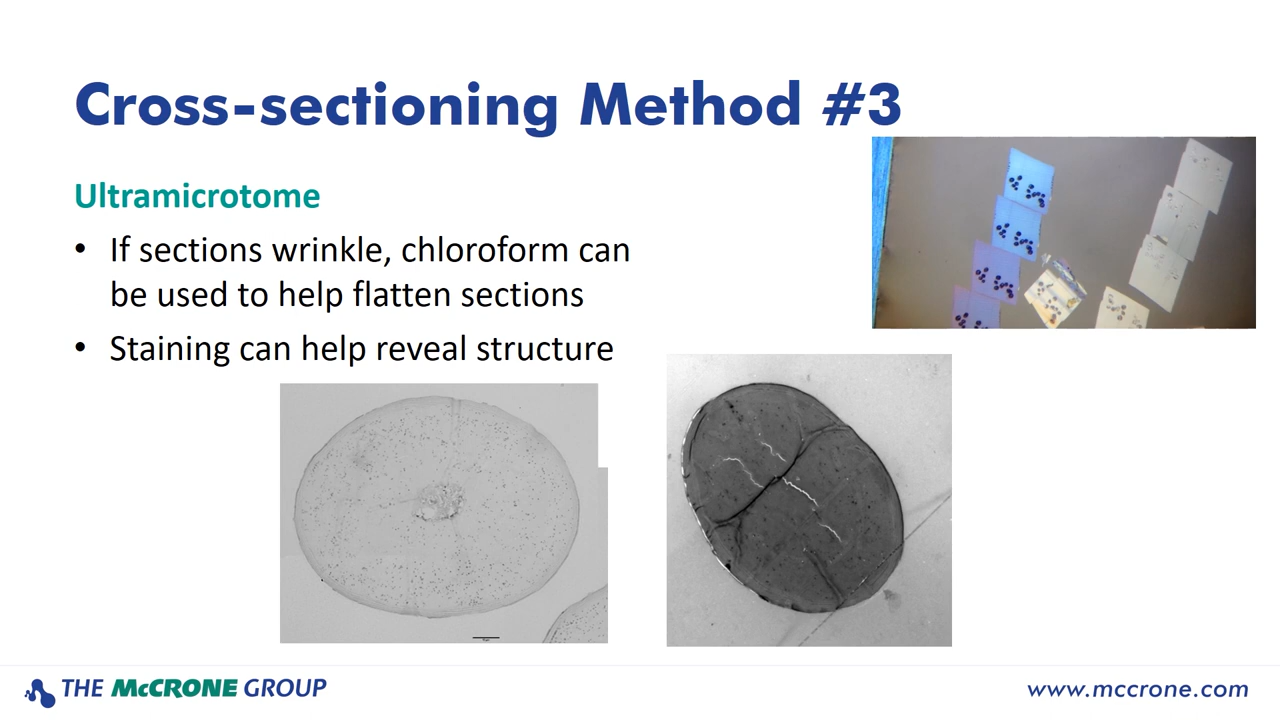 Cross-sectioning Method #3
Ultramicrotome
• If sections wrinkle, chloroform can
be used to help flatten sections
• Staining can help reveal structure
THE McCRONE GROUP
www.mccrone.com